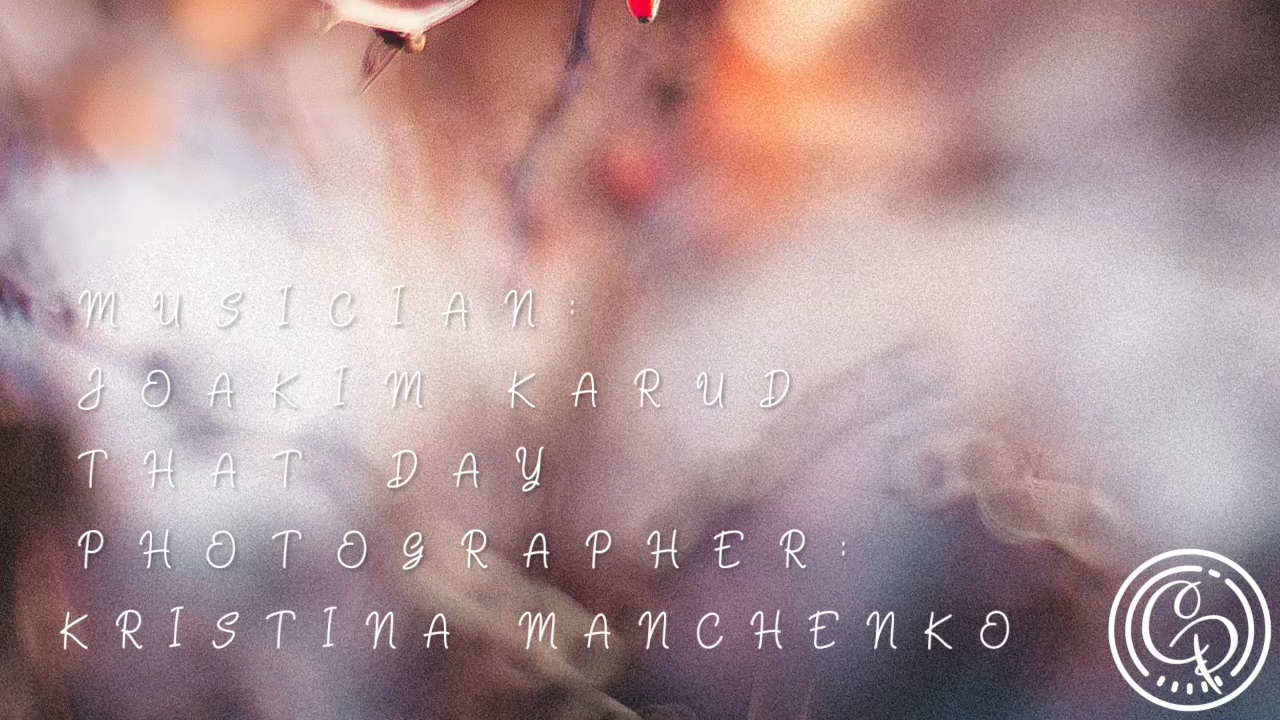 MUSICIAN:
JOAKIM KARUD
THAT DAY
PHOTOGRAPHER:
KRISTINA MANCHENKO